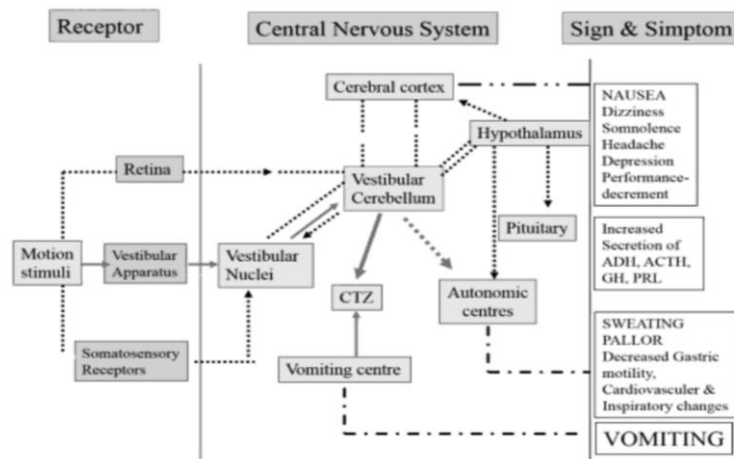 Receptor
Central Nervous System
Sign & Simptom
Cerebral cortex
NAUSEA
Dizziness
Somnolence
Headache
Depression
Performance-
decrement
Hypothalamus
Retina
Vestibular
Cerebellum
Pituitary
Increased
Secretion of
ADH, ACTH,
GH, PRL
Motion
stimuli
Vestibular
Apparatus
Vestibular
Nuclei
CTZ
Autonomic
centres
Somatosensory
Receptors
Vomiting centre
SWEATING
PALLOR
Decreased Gastric
motility,
Cardiovasculer &
Inspiratory changes
VOMITING